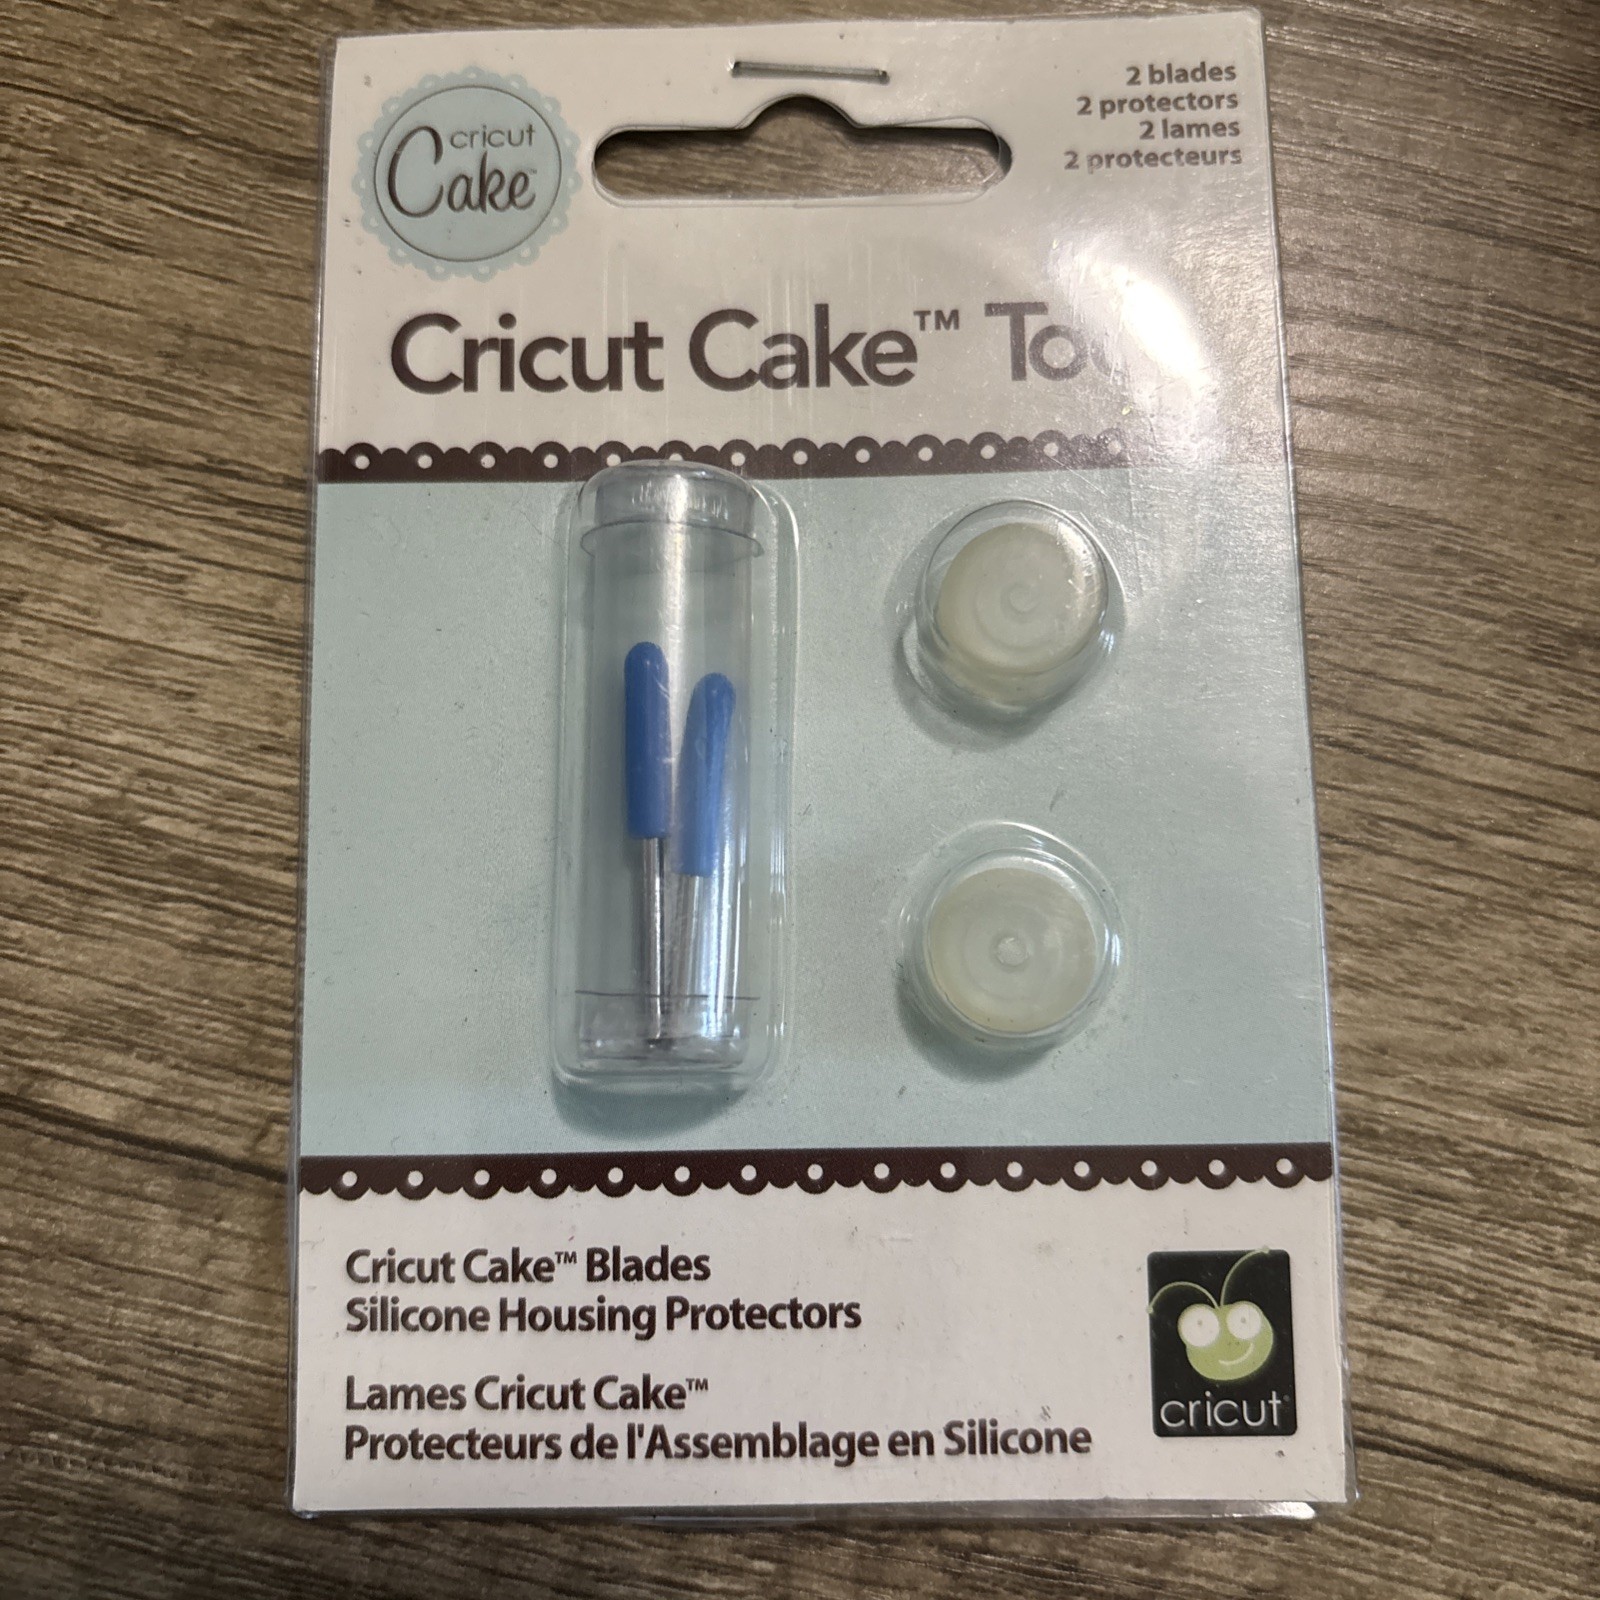 cricut
Cake
2 blades
2 protectors
2 lames
2 protecteurs
Cricut Cake™
Cricut Cake™ Blades
Silicone Housing Protectors
Lames Cricut Cake™
Protecteurs de l'Assemblage en Silicone
cricut